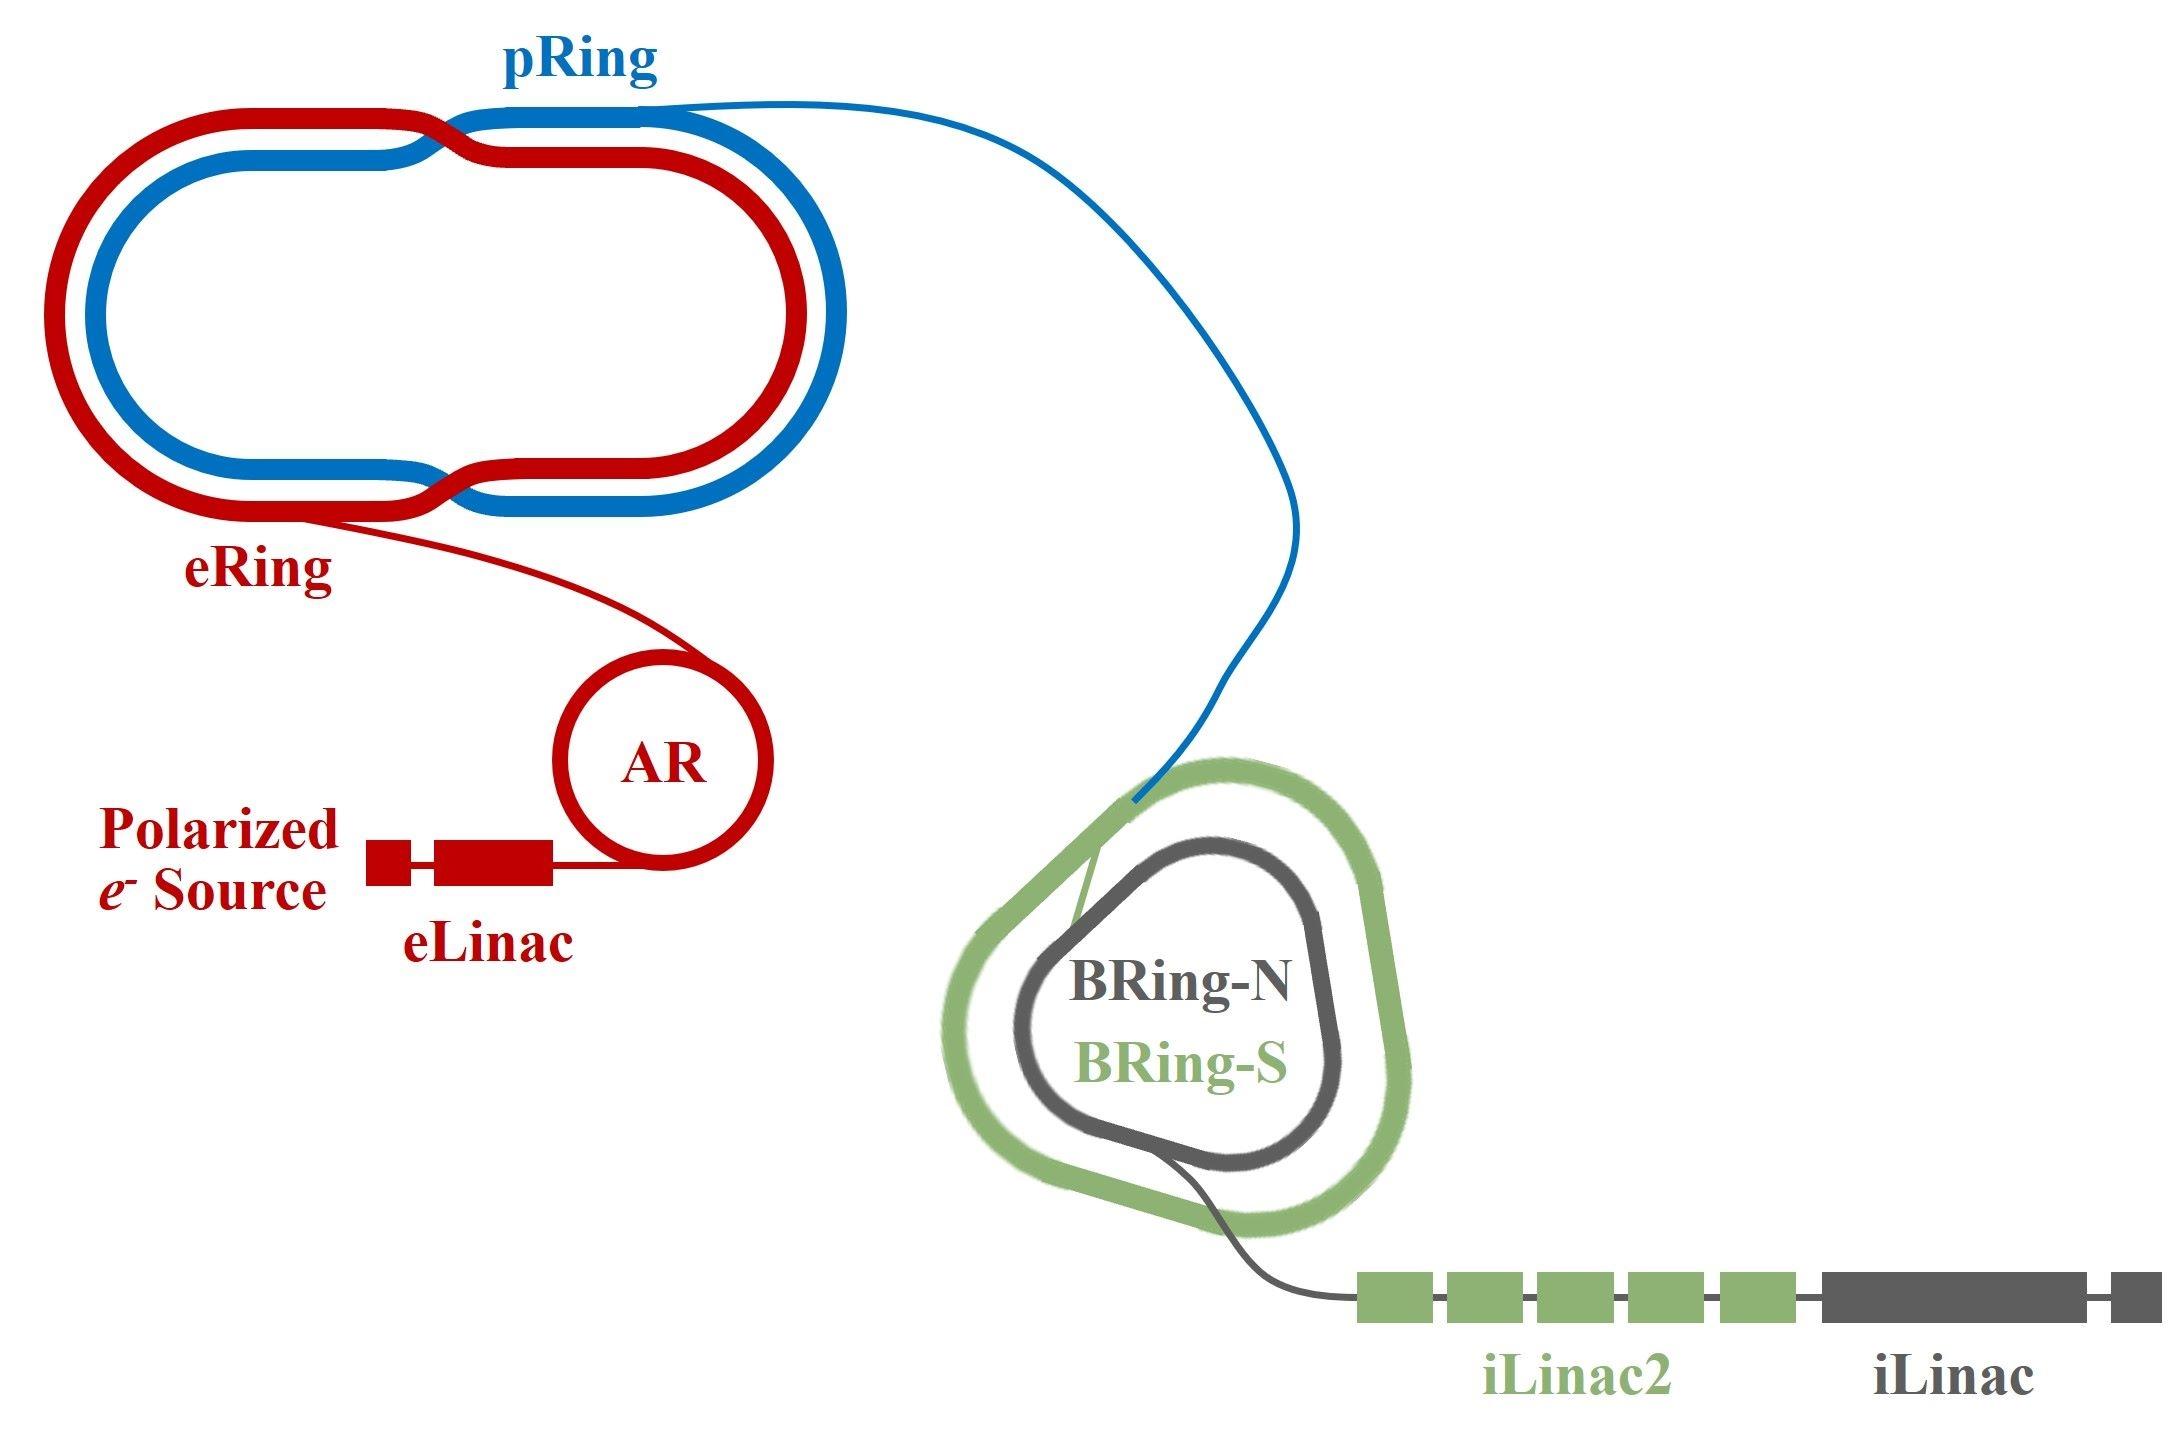 pRing
eRing
AR
Polarized
e- Source
eLinac
BRing-N
BRing-S
iLinac2
iLinac